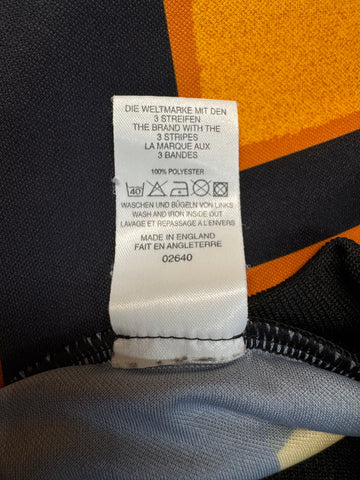 DIE WELTMARKE MIT DEN
3 STREIFEN
THE BRAND WITH THE
3 STRIPES
LA MARQUE AUX
3 BANDES
100% POLYESTER
40
WASCHEN UND BÜGELN VON LINKS
WASH AND IRON INSIDE OUT
LAVAGE ET REPASSAGE A L'ENVERS
MADE IN ENGLAND
FAIT EN ANGLETERRE
02640